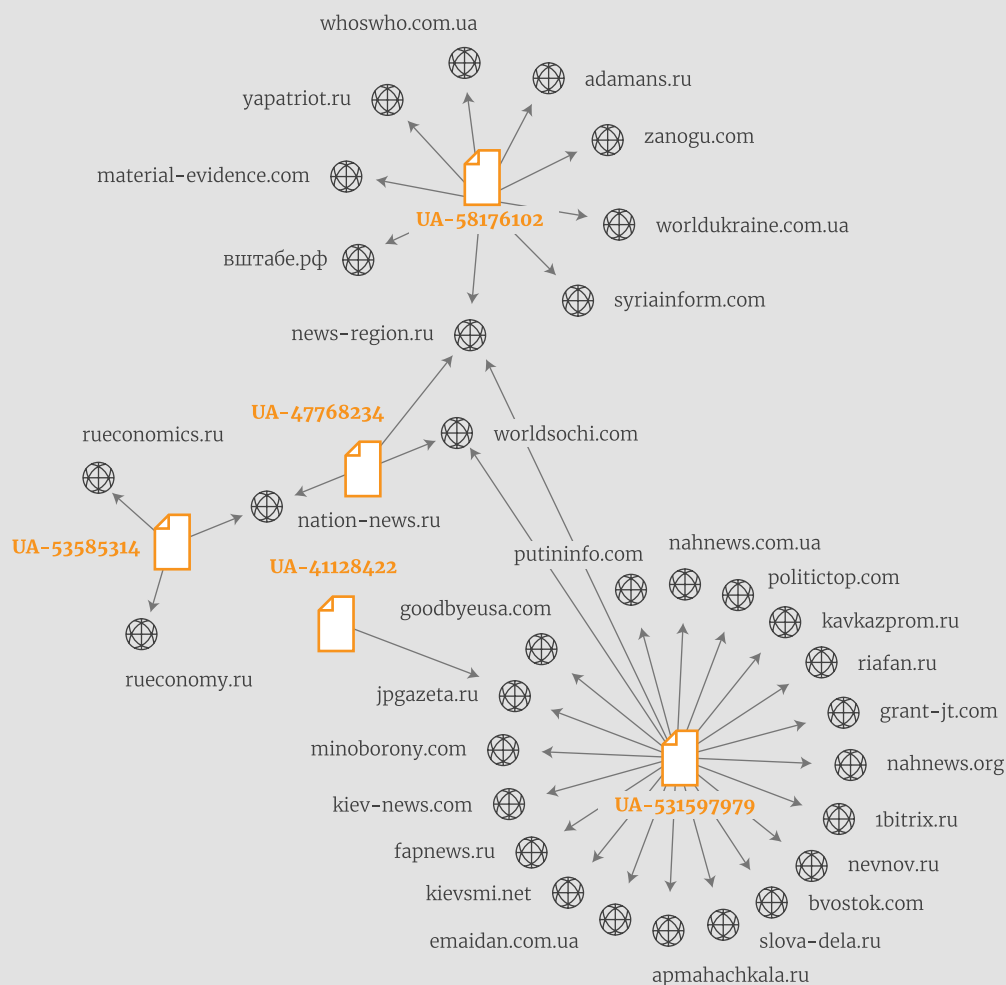 whoswho.com.ua
adamans.ru
yapatriot.ru
zanogu.com
material-evidence.com
UA-58176102
worldukraine.com.ua
вштабе.рф
syriainform.com
news-region.ru
UA-47768234
rueconomics.ru
worldsochi.com
nation-news.ru
UA-53585314
UA-41128422
putininfo.com
nahnews.com.ua
politictop.com
goodbyeusa.com
kavkazprom.ru
riafan.ru
rueconomy.ru
jpgazeta.ru
grant-jt.com
minoborony.com
nahnews.org
kiev-news.com
UA-531597979
1bitrix.ru
fapnews.ru
nevnov.ru
kievsmi.net
bvostok.com
emaidan.com.ua
slova-dela.ru
apmahachkala.ru